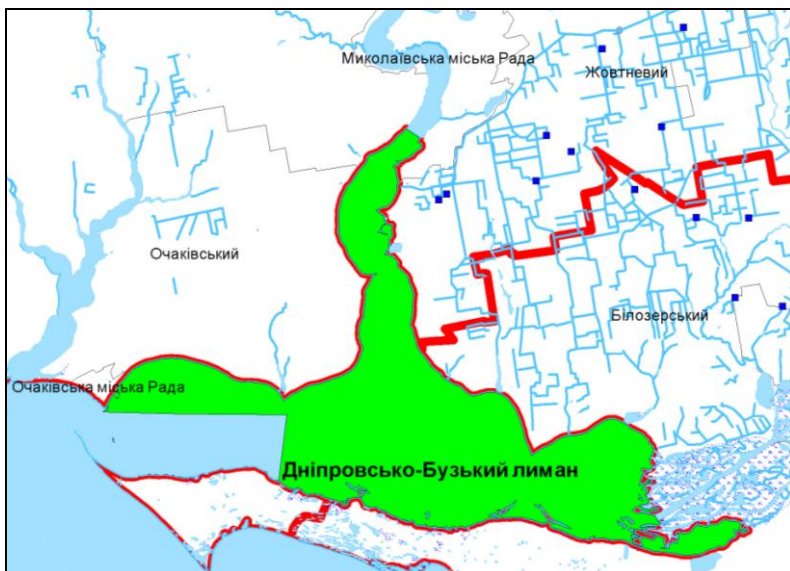 Миколаївська міська Рада
Жовтневий
Очаківський
Білозерський
Очаківська міська Рада
Дніпровсько-Бузький лиман